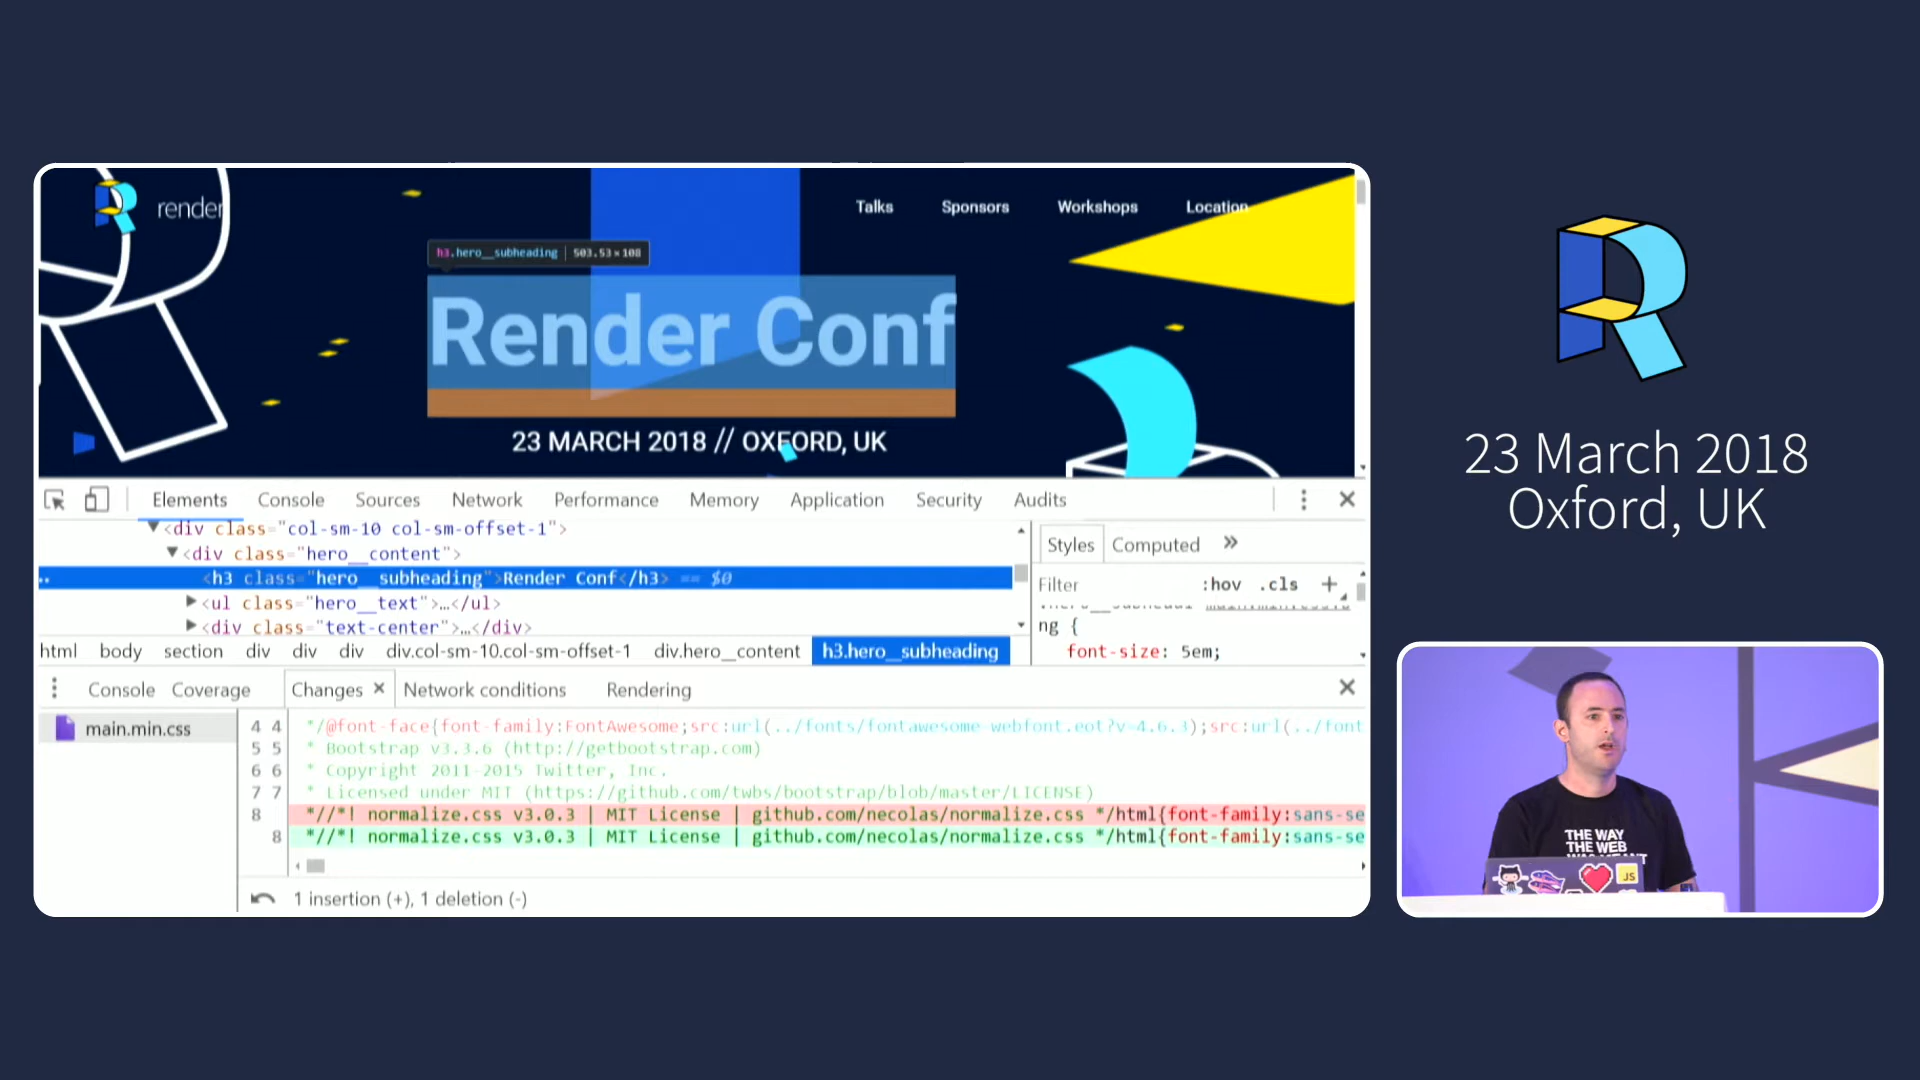 render
Talks
Sponsors
Workshops
Location
h3.hero__subheading | 503.53×108
Render Conf
23 MARCH 2018 // OXFORD, UK
Elements
Console
Sources
Network
Performance
Memory
Application
Security
Audits
<div class="col-sm-10 col-sm-offset-1">
<div class="hero__content">
<h3 class="hero__subheading">Render Conf</h3> == $0
<ul class="hero__text">…</ul>
<div class="text-center">…</div>
html body section div div div div.col-sm-10.col-sm-offset-1 div.hero__content h3.hero__subheading
Styles
Computed
Filter
:hov .cls +
ng {
font-size: 5em;
Console
Coverage
Changes
Network conditions
Rendering
main.min.css
4 4 */@font-face{font-family:FontAwesome;src:url(../fonts/fontawesome-webfont.eot?v=4.6.3);src:url(../font
5 5 * Bootstrap v3.3.6 (http://getbootstrap.com)
6 6 * Copyright 2011-2015 Twitter, Inc.
7 7 * Licensed under MIT (https://github.com/twbs/bootstrap/blob/master/LICENSE)
8 *//*! normalize.css v3.0.3 | MIT License | github.com/necolas/normalize.css */html{font-family:sans-se
8 *//*! normalize.css v3.0.3 | MIT License | github.com/necolas/normalize.css */html{font-family:sans-se
1 insertion (+), 1 deletion (-)
23 March 2018
Oxford, UK
THE WAY
THE WEB
JS